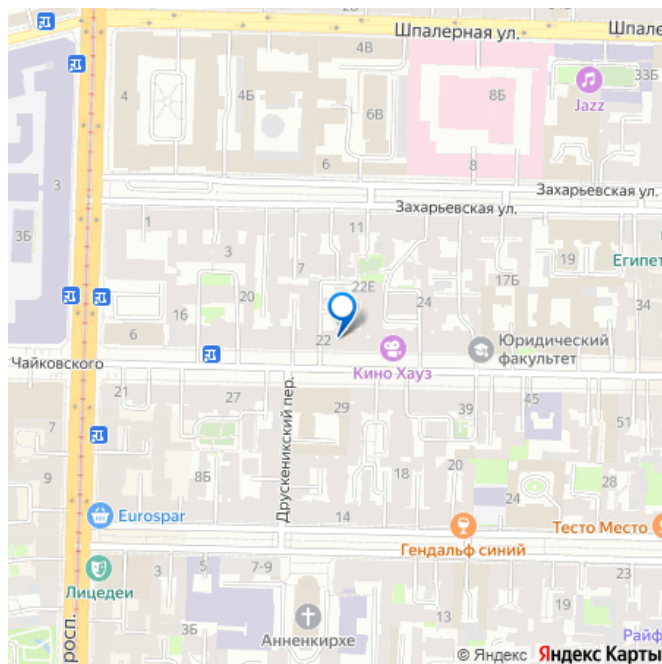 Шпалерная ул.
Шпале
4В
33Б
4
4Б
6В
8Б
Jazz
6
8
3
Захарьевская ул.
Захарьевская ул.
1
11
3Б
3
7
19
Египет
17Б
22Е
20
24
34
16
6
22
Юридический
факультет
Кино Хауз
Чайковского
21
27
29
39
45
51
7
Друскеникский пер.
8Б
18
20
28
9
24
Eurospar
14
Тесто Место
Гендальф синий
Лицедеи
3
5
7-9
23
19
13
3Б
Анненкирхе
Райф
росп.
© Яндекс Яндекс Карты